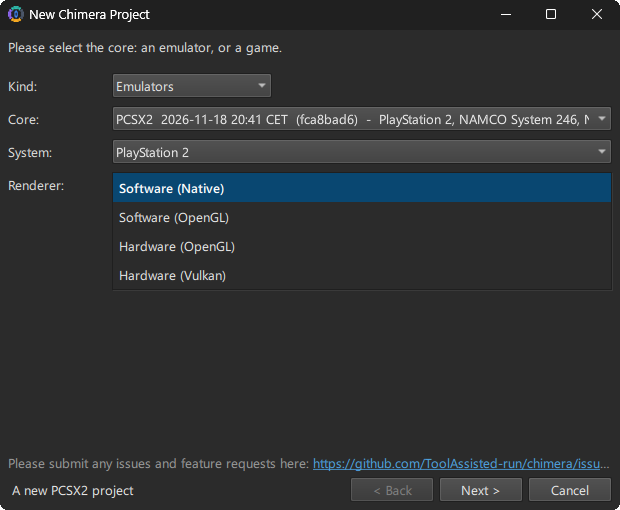 New Chimera Project
Please select the core: an emulator, or a game.
Kind: Emulators
Core: PCSX2 2026-11-18 20:41 CET (fca8bad6) - PlayStation 2, NAMCO System 246, N
System: PlayStation 2
Renderer: Software (Native)
Software (OpenGL)
Hardware (OpenGL)
Hardware (Vulkan)
Please submit any issues and feature requests here: https://github.com/ToolAssisted-run/chimera/issu...
A new PCSX2 project < Back Next > Cancel